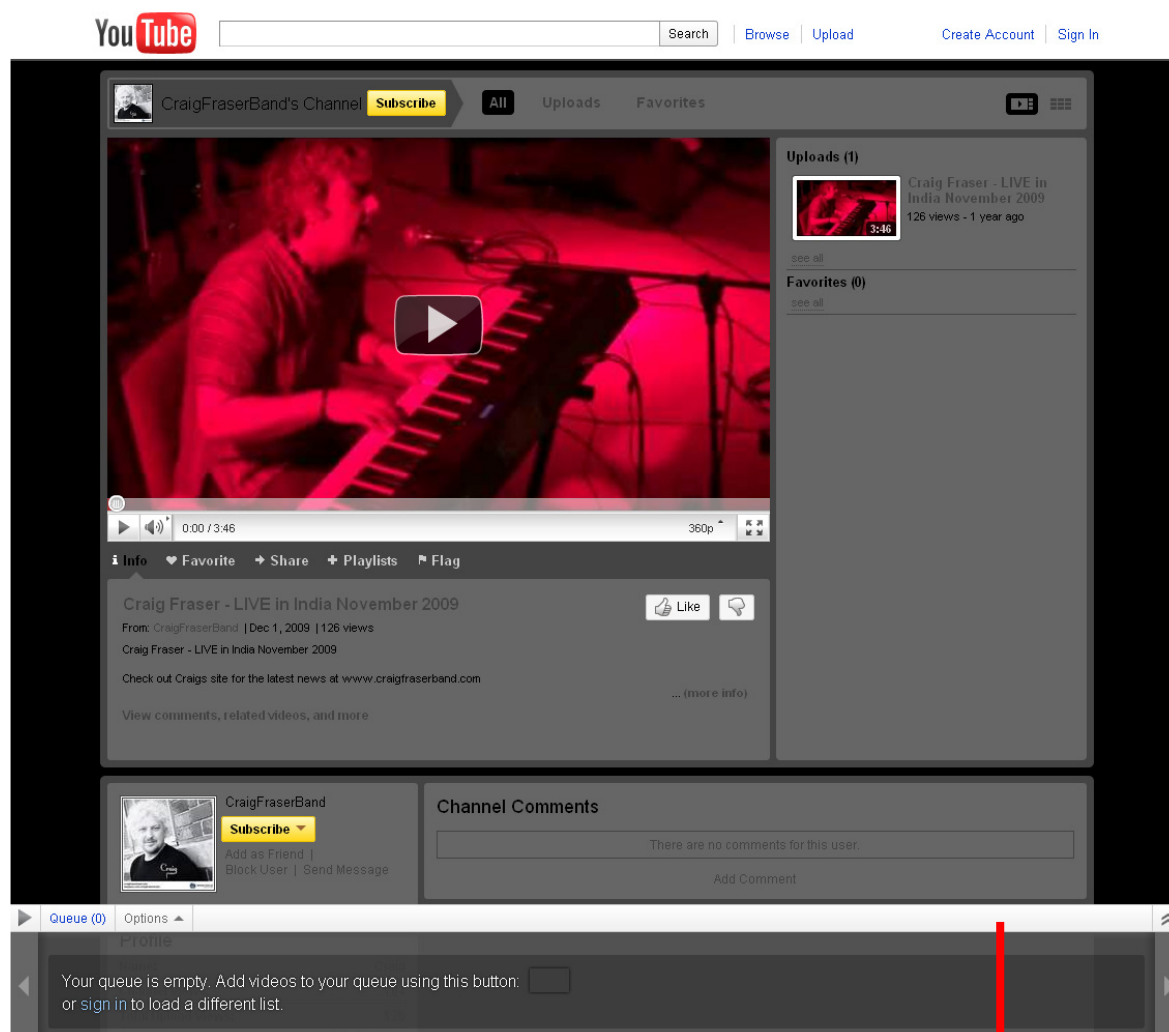 YouTube
Search
Browse
Upload
Create Account
Sign In
CraigFraserBand's Channel
Subscribe
All
Uploads
Favorites
Uploads (1)
Craig Fraser - LIVE in
India November 2009
126 views - 1 year ago
3:46
see all
Favorites (0)
see all
0:00 / 3:46
360p
Info
Favorite
Share
Playlists
Flag
Craig Fraser - LIVE in India November 2009
Like
From: CraigFraserBand | Dec 1, 2009 | 126 views
Craig Fraser - LIVE in India November 2009
Check out Craigs site for the latest news at www.craigfraserband.com
... (more info)
View comments, related videos, and more
CraigFraserBand
Subscribe
Add as Friend |
Block User | Send Message
Craig
Channel Comments
There are no comments for this user.
Add Comment
Queue (0)
Options
Profile
Your queue is empty. Add videos to your queue using this button:
or sign in to load a different list.